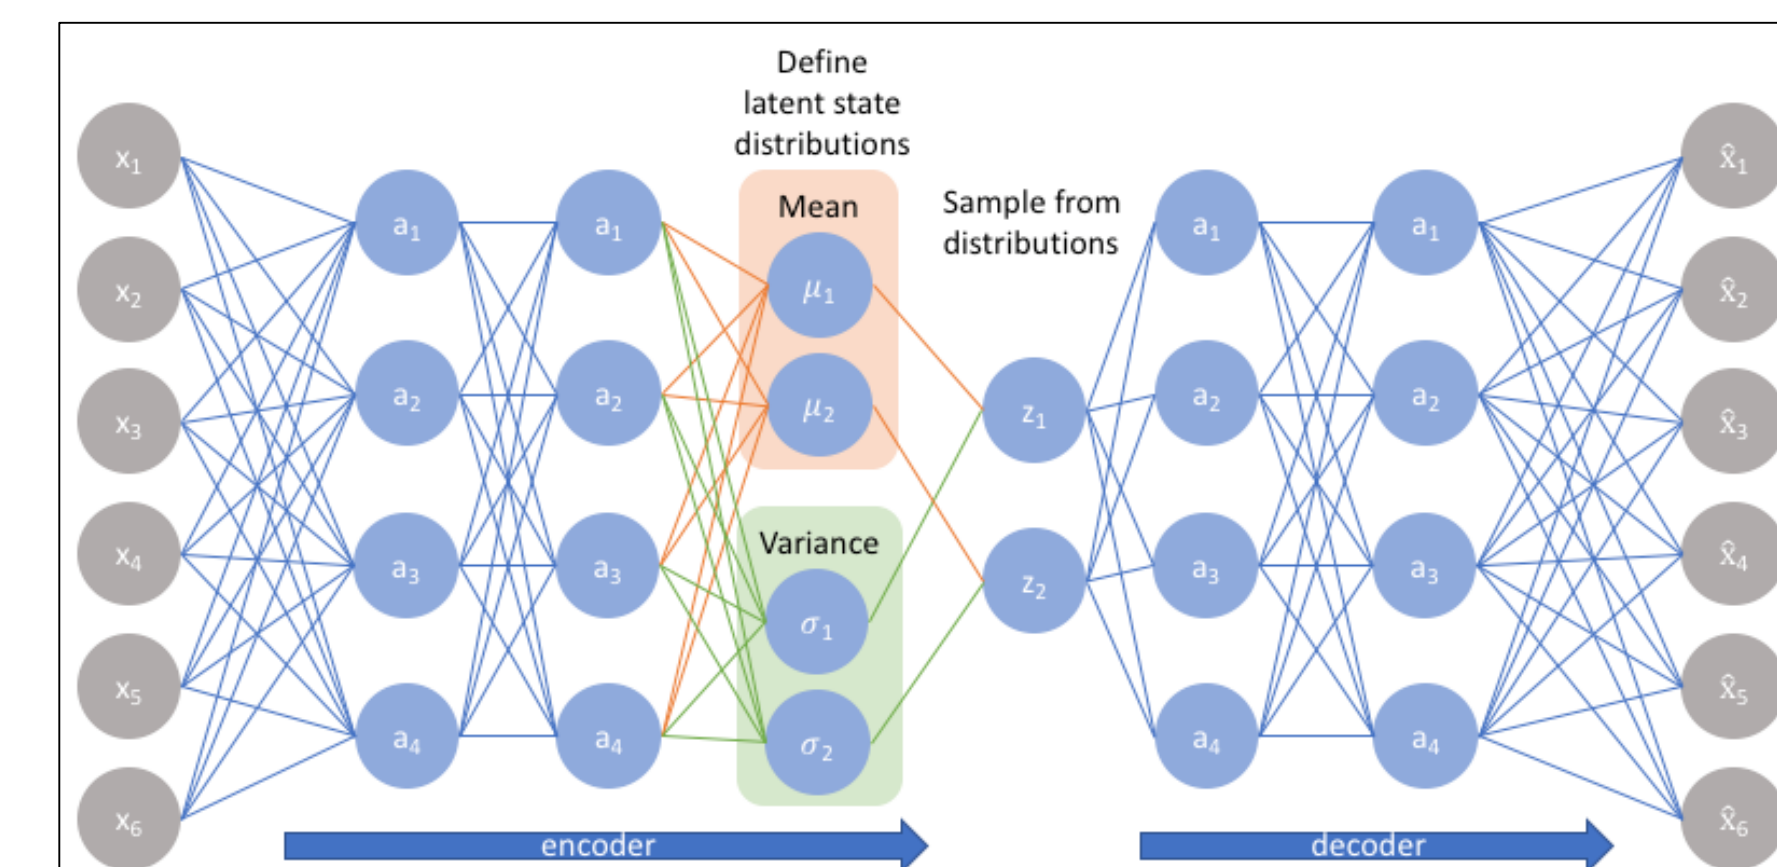 Define
latent state
distributions
Mean
Sample from
distributions
Variance
x₁
x₂
x₃
x₄
x₅
x₆
a₁
a₂
a₃
a₄
a₁
a₂
a₃
a₄
μ₁
μ₂
σ₁
σ₂
z₁
z₂
a₁
a₂
a₃
a₄
a₁
a₂
a₃
a₄
x̂₁
x̂₂
x̂₃
x̂₄
x̂₅
x̂₆
encoder
decoder